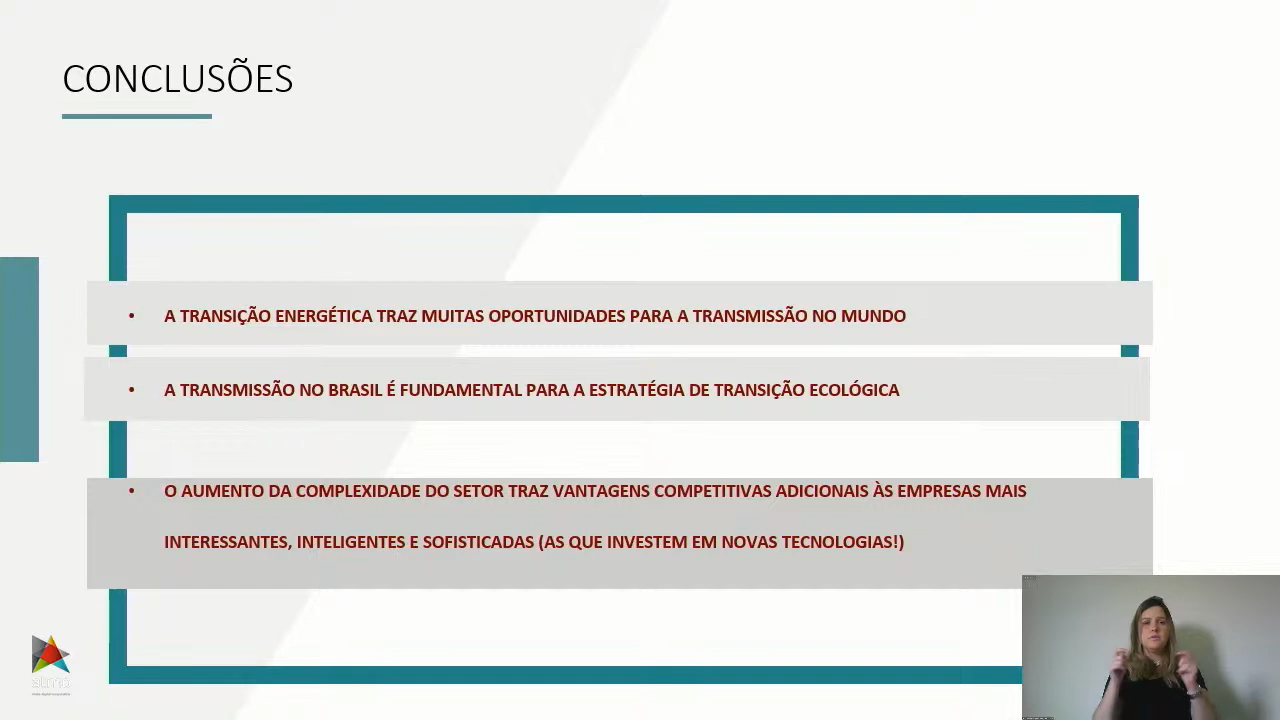 CONCLUSÕES
• A TRANSIÇÃO ENERGÉTICA TRAZ MUITAS OPORTUNIDADES PARA A TRANSMISSÃO NO MUNDO
• A TRANSMISSÃO NO BRASIL É FUNDAMENTAL PARA A ESTRATÉGIA DE TRANSIÇÃO ECOLÓGICA
• O AUMENTO DA COMPLEXIDADE DO SETOR TRAZ VANTAGENS COMPETITIVAS ADICIONAIS ÀS EMPRESAS MAIS
INTERESSANTES, INTELIGENTES E SOFISTICADAS (AS QUE INVESTEM EM NOVAS TECNOLOGIAS!)